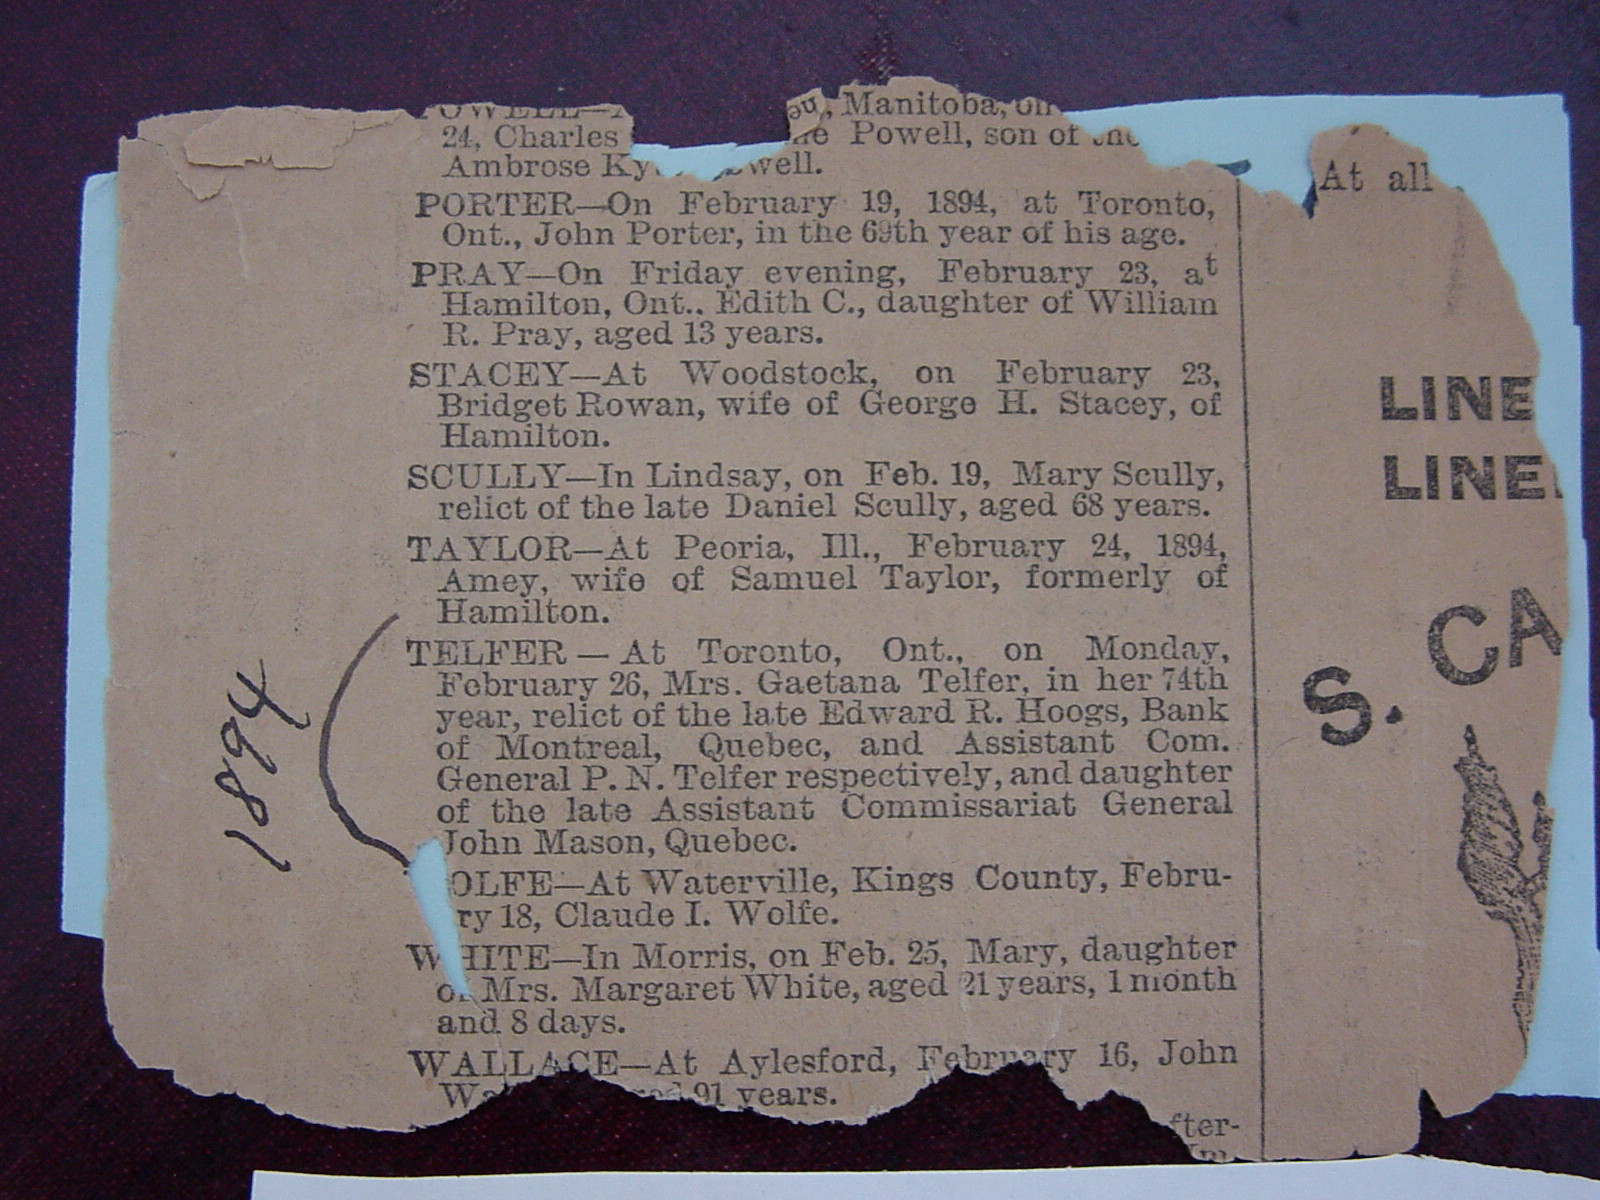 Manitoba, on
24, Charles Powell, son of the
Ambrose
PORTER—On February 19, 1894, at Toronto,
Ont., John Porter, in the 69th year of his age.
PRAY—On Friday evening, February 23, at
Hamilton, Ont., Edith C., daughter of William
R. Pray, aged 13 years.
STACEY—At Woodstock, on February 23,
Bridget Rowan, wife of George H. Stacey, of
Hamilton.
SCULLY—In Lindsay, on Feb. 19, Mary Scully,
relict of the late Daniel Scully, aged 68 years.
TAYLOR—At Peoria, Ill., February 24, 1894,
Amey, wife of Samuel Taylor, formerly of
Hamilton.
TELFER — At Toronto, Ont., on Monday,
February 26, Mrs. Gaetana Telfer, in her 74th
year, relict of the late Edward R. Hoogs, Bank
of Montreal, Quebec, and Assistant Com.
General P. N. Telfer respectively, and daughter
of the late Assistant Commissariat General
John Mason, Quebec.
OLFE—At Waterville, Kings County, Febru-
ry 18, Claude I. Wolfe.
WHITE—In Morris, on Feb. 25, Mary, daughter
of Mrs. Margaret White, aged 21 years, 1 month
and 8 days.
WALLACE—At Aylesford, February 16, John
91 years.
fter-
1894
At all
LINE
LINE
S. CA